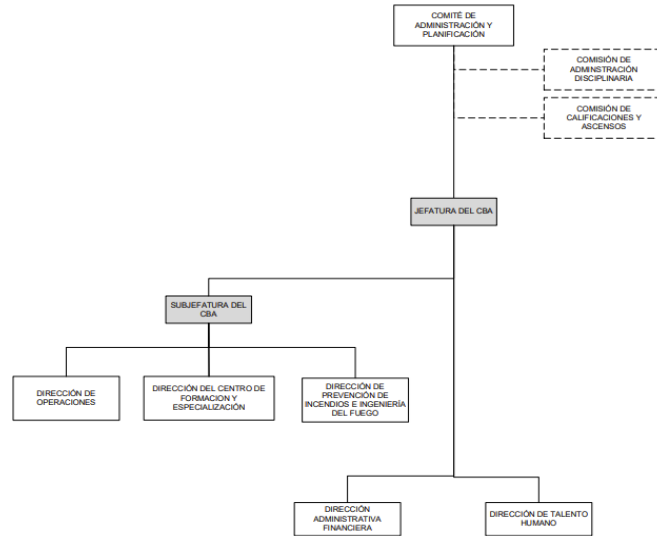 COMITÉ DE
ADMINISTRACIÓN Y
PLANIFICACIÓN
COMISIÓN DE
ADMINSTRACIÓN
DISCIPLINARIA
COMISIÓN DE
CALIFICACIONES Y
ASCENSOS
JEFATURA DEL CBA
SUBJEFATURA DEL
CBA
DIRECCIÓN DE
OPERACIONES
DIRECCIÓN DEL CENTRO DE
FORMACION Y
ESPECIALIZACIÓN
DIRECCIÓN DE
PREVENCIÓN DE
INCENDIOS E INGENIERÍA
DEL FUEGO
DIRECCIÓN
ADMINISTRATIVA
FINANCIERA
DIRECCIÓN DE TALENTO
HUMANO